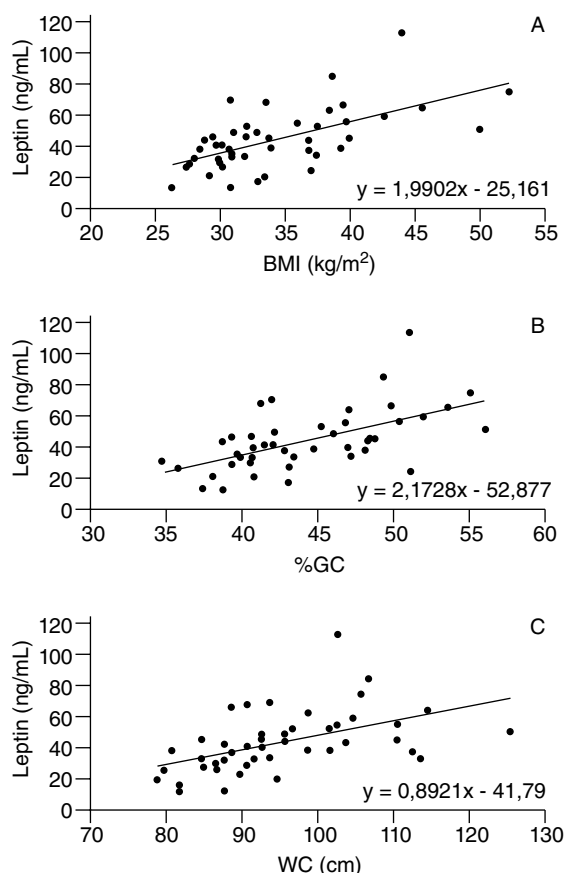 A
Leptin (ng/mL)
120
100
80
60
40
20
0
y = 1,9902x - 25,161
20 25 30 35 40 45 50 55
BMI (kg/m²)
B
Leptin (ng/mL)
120
100
80
60
40
20
0
y = 2,1728x - 52,877
30 35 40 45 50 55 60
%GC
C
Leptin (ng/mL)
120
100
80
60
40
20
0
y = 0,8921x - 41,79
70 80 90 100 110 120 130
WC (cm)